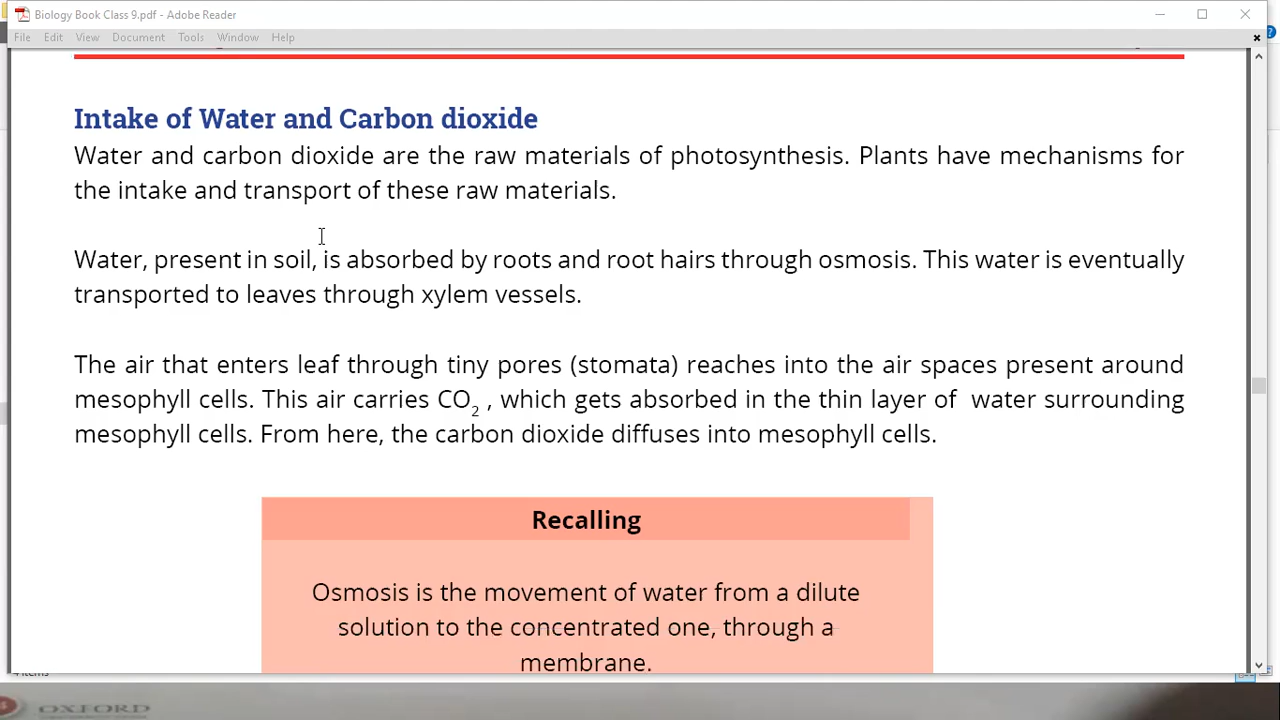 Biology Book Class 9.pdf - Adobe Reader
File Edit View Document Tools Window Help
Intake of Water and Carbon dioxide
Water and carbon dioxide are the raw materials of photosynthesis. Plants have mechanisms for
the intake and transport of these raw materials.
Water, present in soil, is absorbed by roots and root hairs through osmosis. This water is eventually
transported to leaves through xylem vessels.
The air that enters leaf through tiny pores (stomata) reaches into the air spaces present around
mesophyll cells. This air carries CO₂ , which gets absorbed in the thin layer of water surrounding
mesophyll cells. From here, the carbon dioxide diffuses into mesophyll cells.
Recalling
Osmosis is the movement of water from a dilute
solution to the concentrated one, through a
membrane.
items
OXFORD